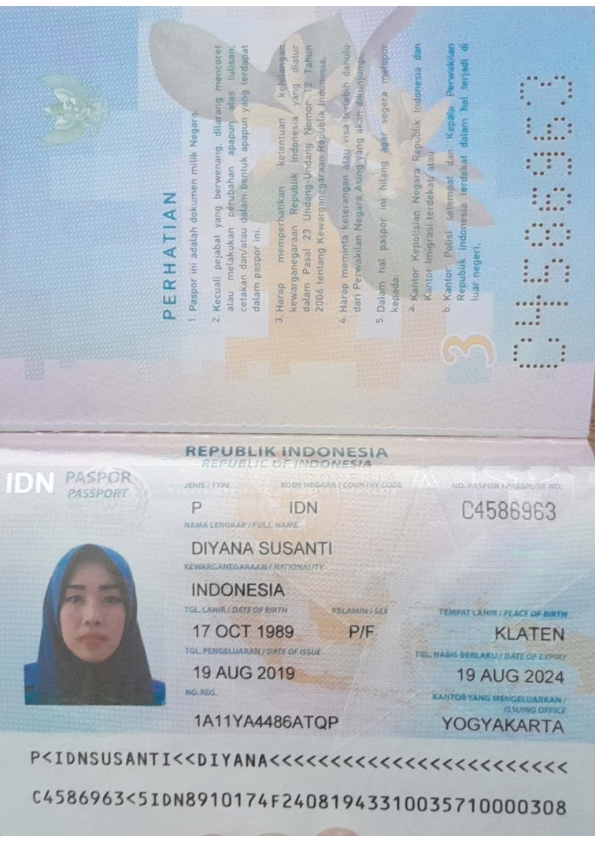 PERHATIAN
1. Paspor ini adalah dokumen milik Negara.
2. Kecuali pejabat yang berwenang, dilarang mencoret
atau melakukan perubahan apapun atas tulisan,
cetakan dan/atau dalam bentuk apapun yang terdapat
dalam paspor ini.
3. Harap memperhatikan ketentuan kehilangan
kewarganegaraan Republik Indonesia yang diatur
dalam Pasal 23 Undang-Undang Nomor 12 Tahun
2006 tentang Kewarganegaraan Republik Indonesia.
4. Harap meminta keterangan atau visa terlebih dahulu
dari Perwakilan Negara Asing yang akan dikunjungi.
5. Dalam hal paspor ini hilang agar segera melapor
kepada:
a. Kantor Kepolisian Negara Republik Indonesia dan
Kantor Imigrasi terdekat; atau
b. Kantor Polisi setempat dan Kepala Perwakilan
Republik Indonesia terdekat dalam hal terjadi di
luar negeri.
3
C4586963
REPUBLIK INDONESIA
REPUBLIC OF INDONESIA
IDN PASPOR
PASSPORT
JENIS / TYPE KODE NEGARA / COUNTRY CODE NO. PASPOR / PASSPORT NO.
P IDN C4586963
NAMA LENGKAP / FULL NAME
DIYANA SUSANTI
KEWARGANEGARAAN / NATIONALITY
INDONESIA
TGL. LAHIR / DATE OF BIRTH KELAMIN / SEX TEMPAT LAHIR / PLACE OF BIRTH
17 OCT 1989 P/F KLATEN
TGL. PENGELUARAN / DATE OF ISSUE TGL. HABIS BERLAKU / DATE OF EXPIRY
19 AUG 2019 19 AUG 2024
NO. REG. KANTOR YANG MENGELUARKAN /
ISSUING OFFICE
1A11YA4486ATQP YOGYAKARTA
P<IDNSUSANTI<<DIYANA<<<<<<<<<<<<<<<<<<<<<<<<
C4586963<5IDN8910174F24081943310035710000308